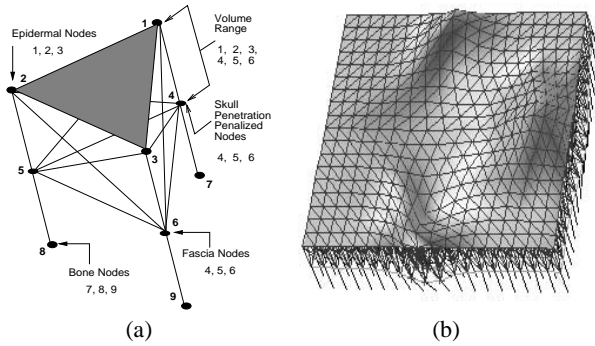 Epidermal Nodes
1, 2, 3
1
Volume
Range
1, 2, 3,
4, 5, 6
2
4
Skull
Penetration
Penalized
Nodes
4, 5, 6
3
5
7
6
8
Bone Nodes
7, 8, 9
Fascia Nodes
4, 5, 6
9
(a)
(b)